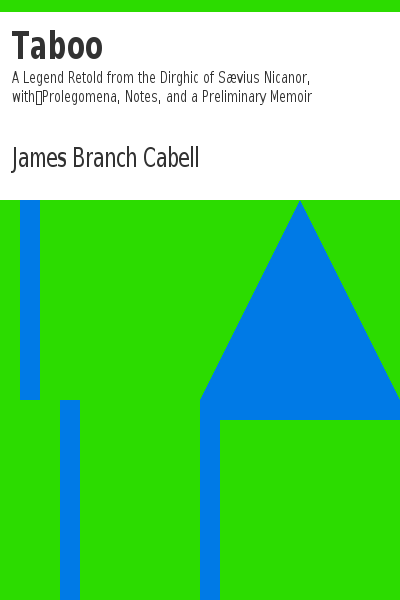 Taboo
A Legend Retold from the Dirghic of Sævius Nicanor,
with▯Prolegomena, Notes, and a Preliminary Memoir
James Branch Cabell